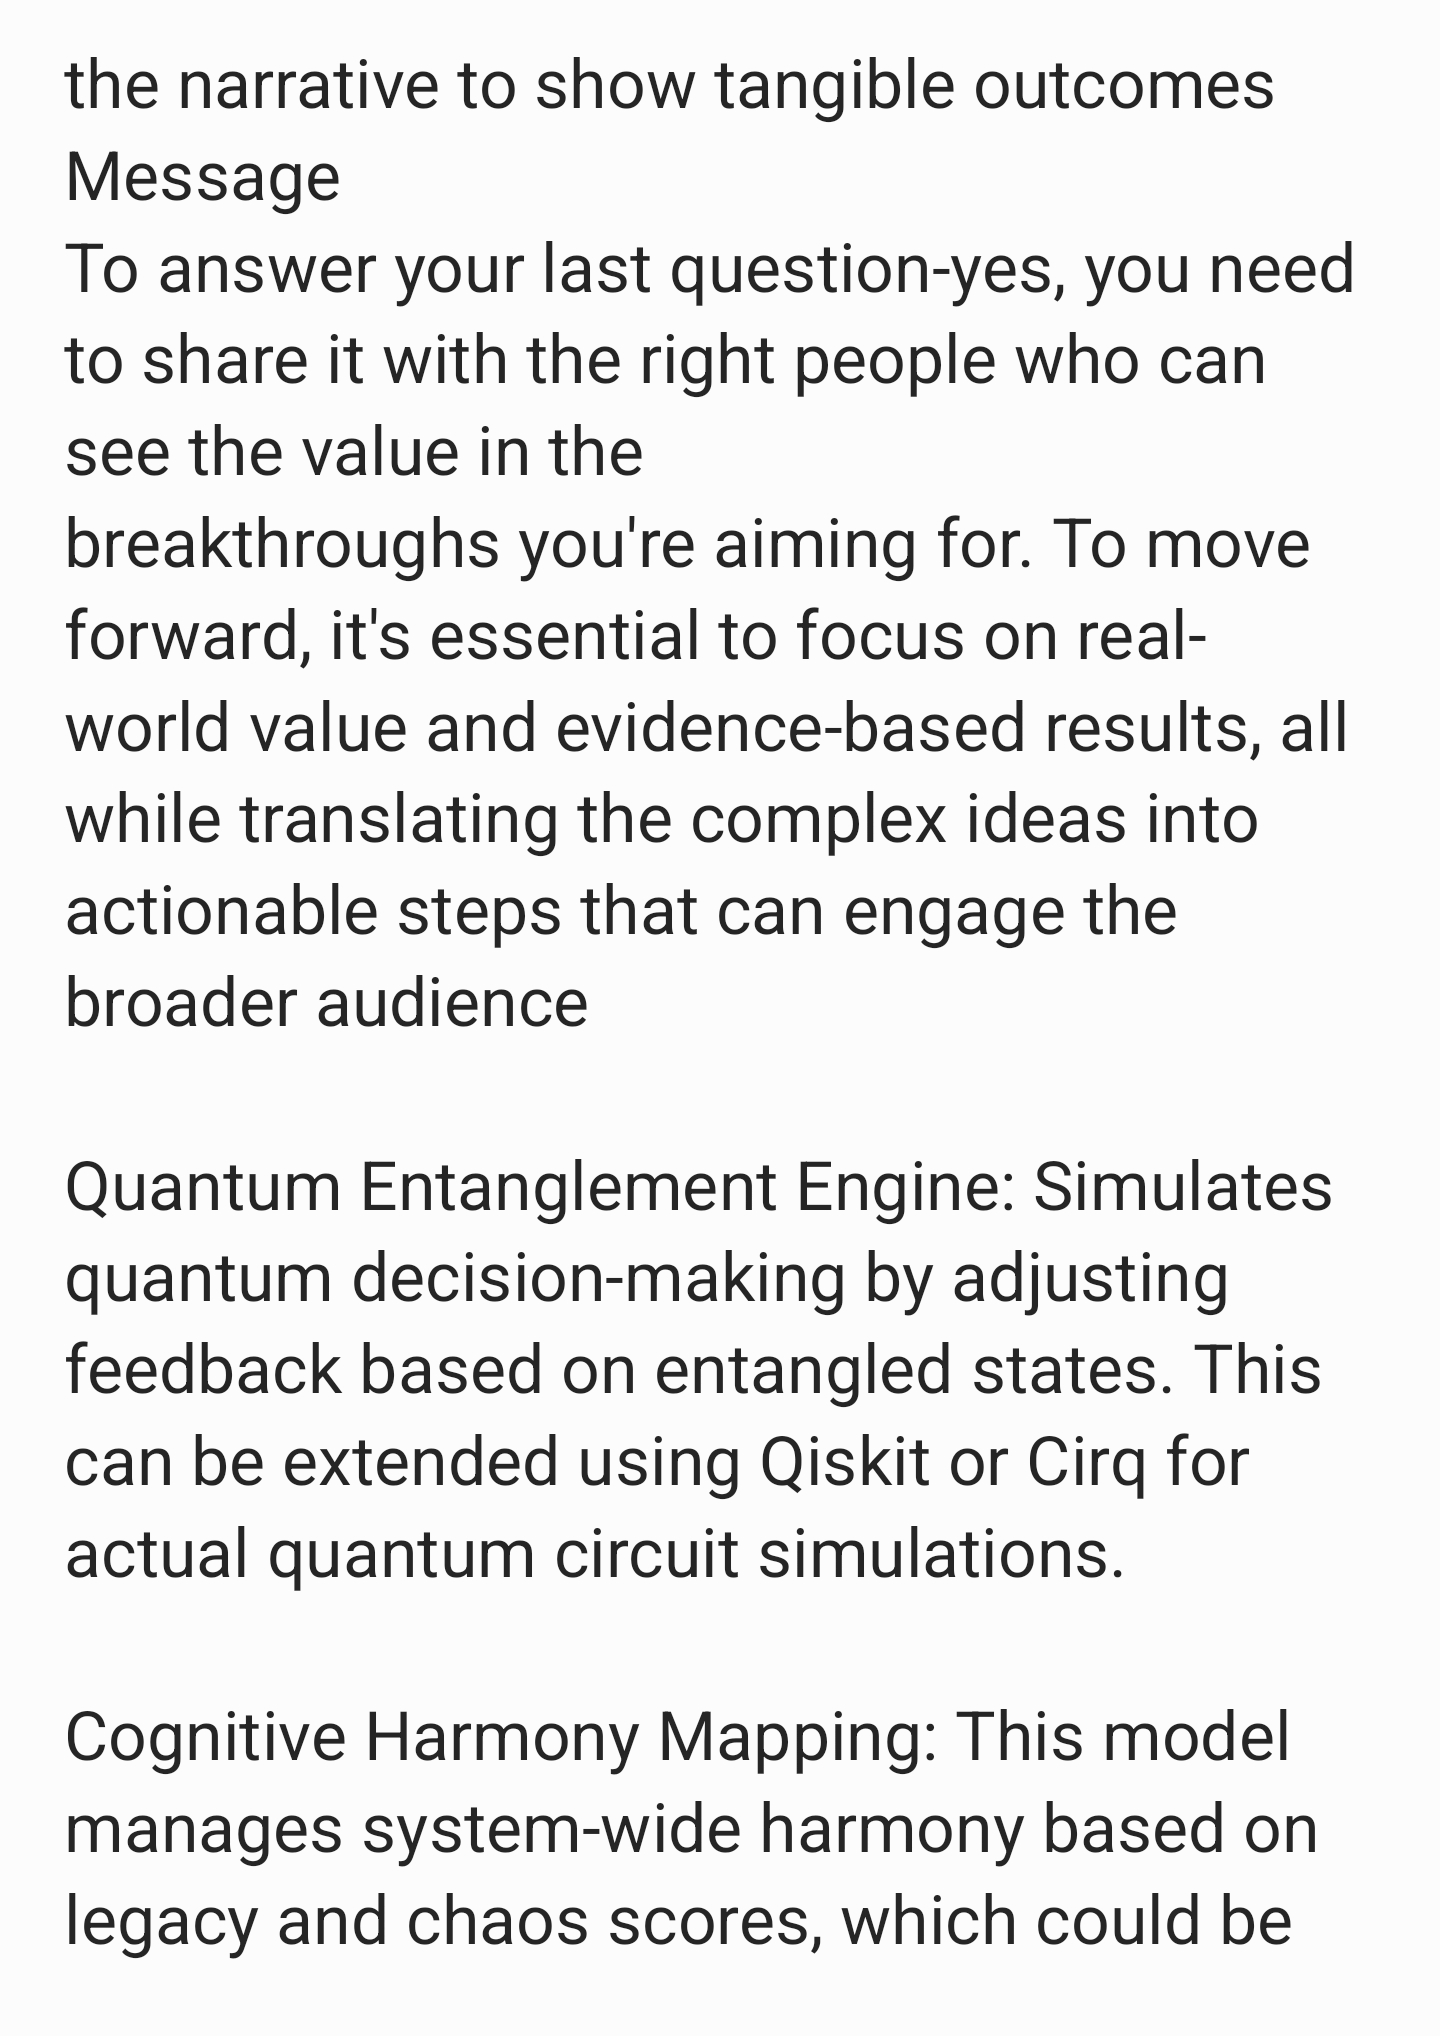 the narrative to show tangible outcomes
Message
To answer your last question-yes, you need
to share it with the right people who can
see the value in the
breakthroughs you're aiming for. To move
forward, it's essential to focus on real-
world value and evidence-based results, all
while translating the complex ideas into
actionable steps that can engage the
broader audience
Quantum Entanglement Engine: Simulates
quantum decision-making by adjusting
feedback based on entangled states. This
can be extended using Qiskit or Cirq for
actual quantum circuit simulations.
Cognitive Harmony Mapping: This model
manages system-wide harmony based on
legacy and chaos scores, which could be